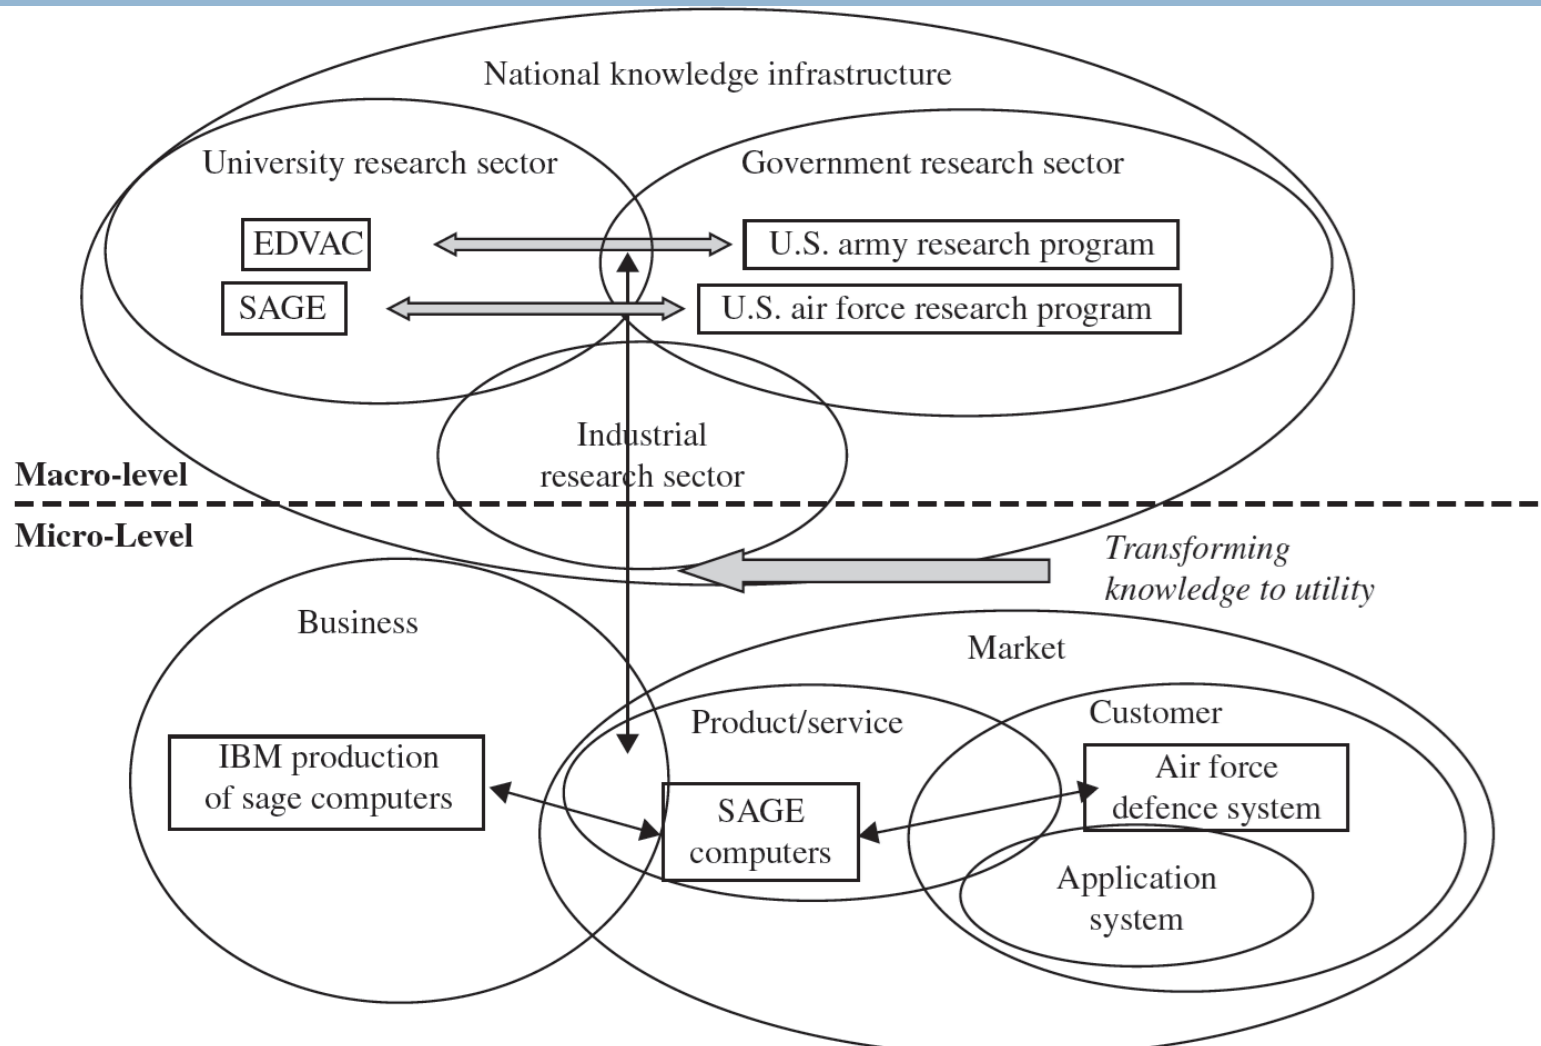 National knowledge infrastructure
University research sector
Government research sector
EDVAC
U.S. army research program
SAGE
U.S. air force research program
Industrial
research sector
Macro-level
Micro-Level
Transforming
knowledge to utility
Business
Market
Product/service
Customer
IBM production
of sage computers
SAGE
computers
Air force
defence system
Application
system